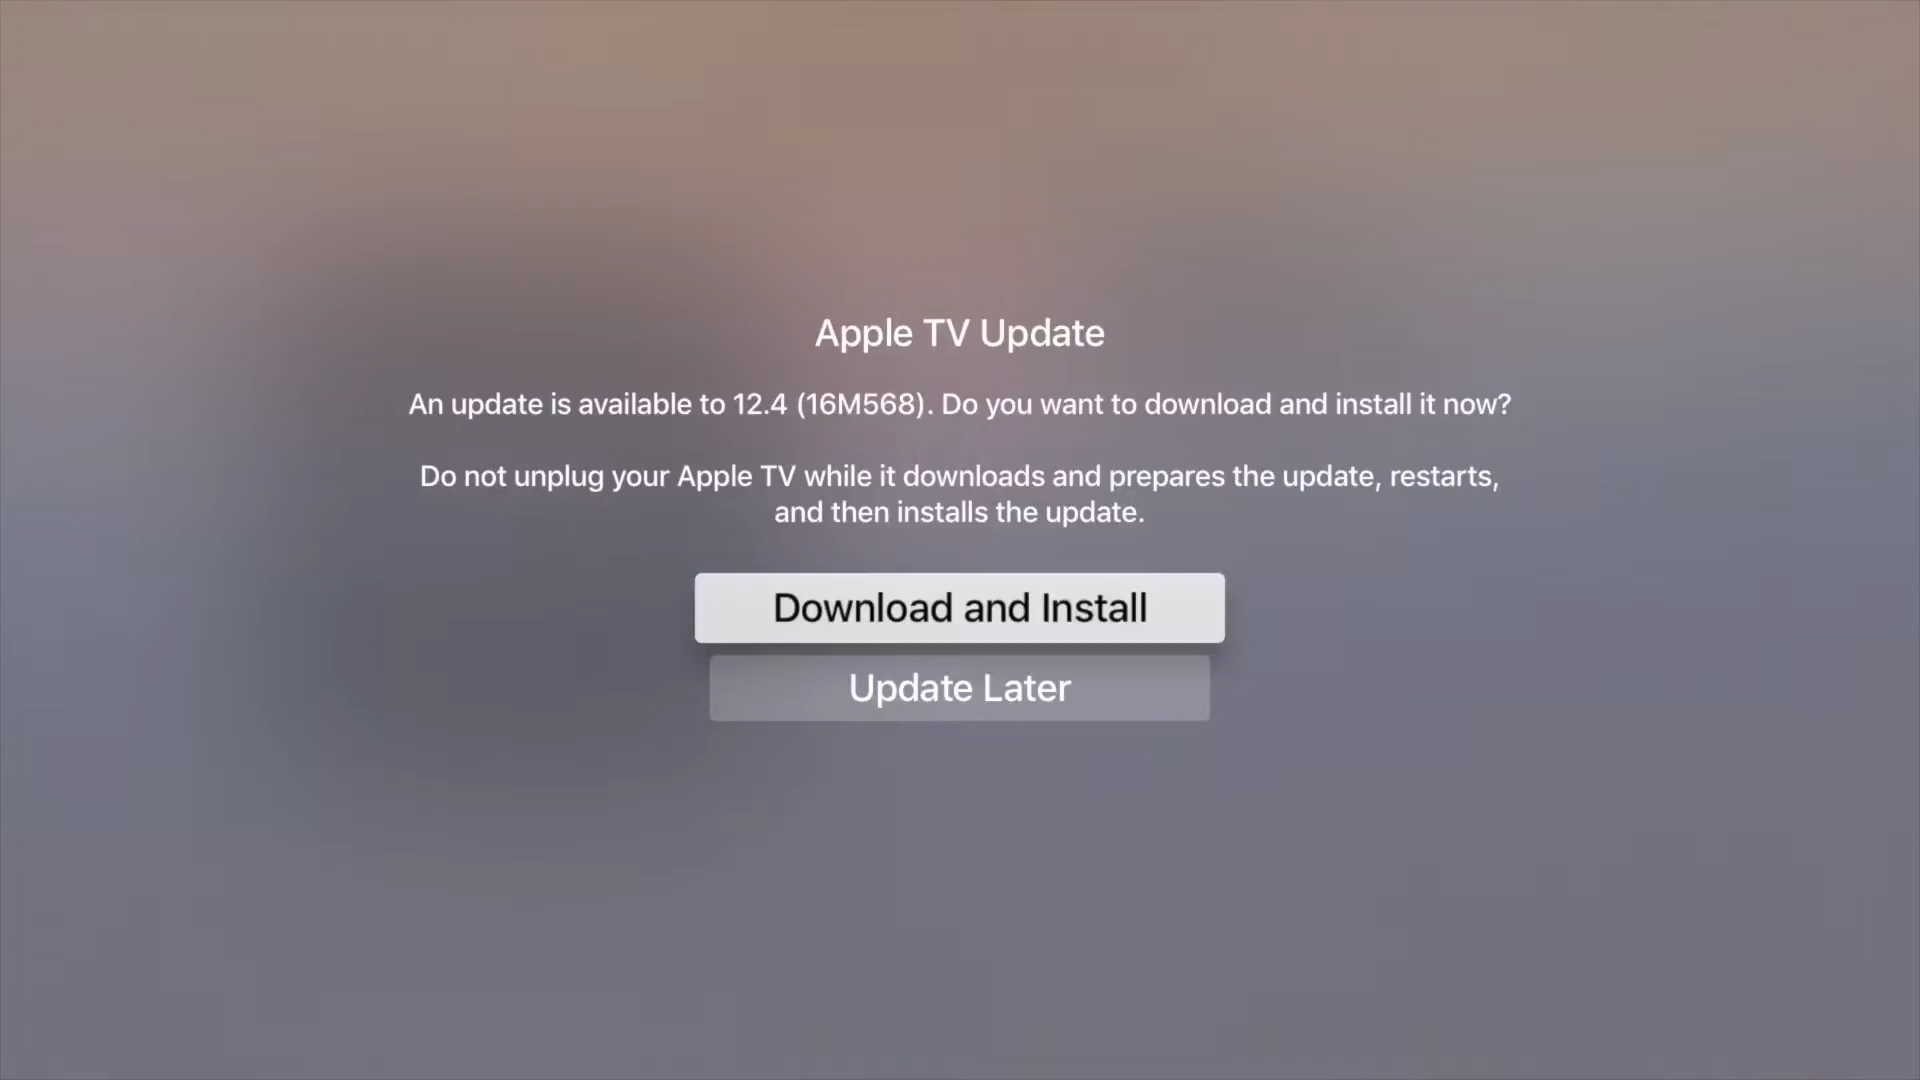 Apple TV Update
An update is available to 12.4 (16M568). Do you want to download and install it now?
Do not unplug your Apple TV while it downloads and prepares the update, restarts,
and then installs the update.
Download and Install
Update Later